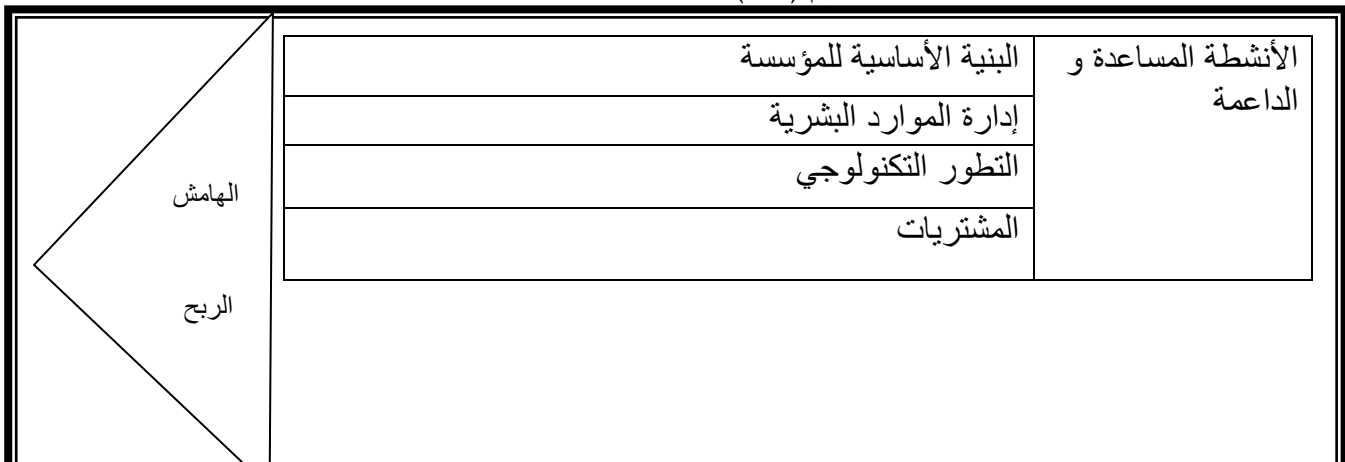 الأنشطة المساعدة و
الداعمة
البنية الأساسية للمؤسسة
إدارة الموارد البشرية
التطور التكنولوجي
المشتريات
الهامش
الربح